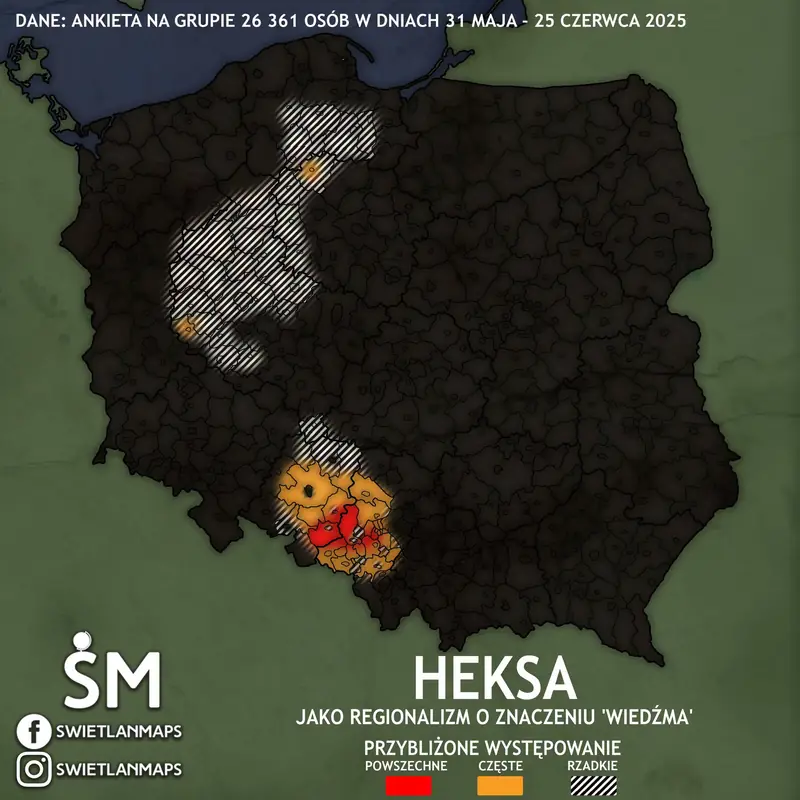 DANE: ANKIETA NA GRUPIE 26 361 OSÓB W DNIACH 31 MAJA - 25 CZERWCA 2025
ŚM
SWIETLANMAPS
SWIETLANMAPS
HEKSA
JAKO REGIONALIZM O ZNACZENIU 'WIEDŹMA'
PRZYBLIŻONE WYSTĘPOWANIE
POWSZECHNE CZĘSTE RZADKIE